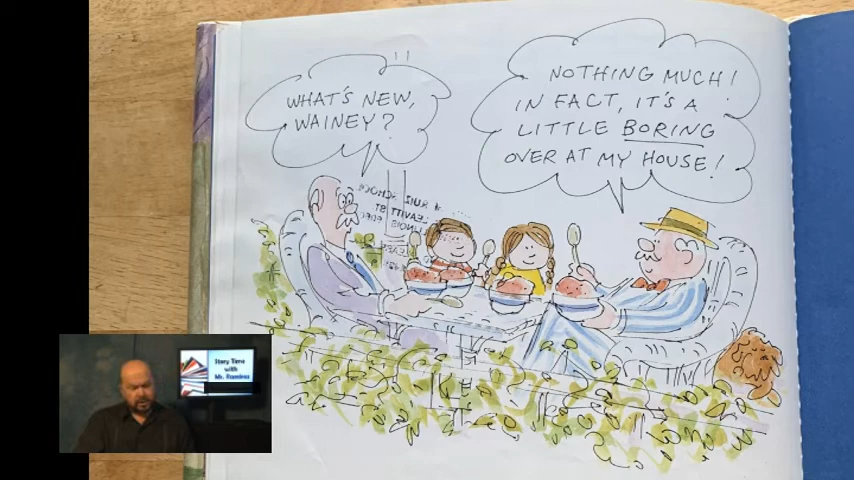 WHAT'S NEW,
WAINEY?
NOTHING MUCH!
IN FACT, IT'S A
LITTLE BORING
OVER AT MY HOUSE!
Story Time
with
Mr. Ramirez